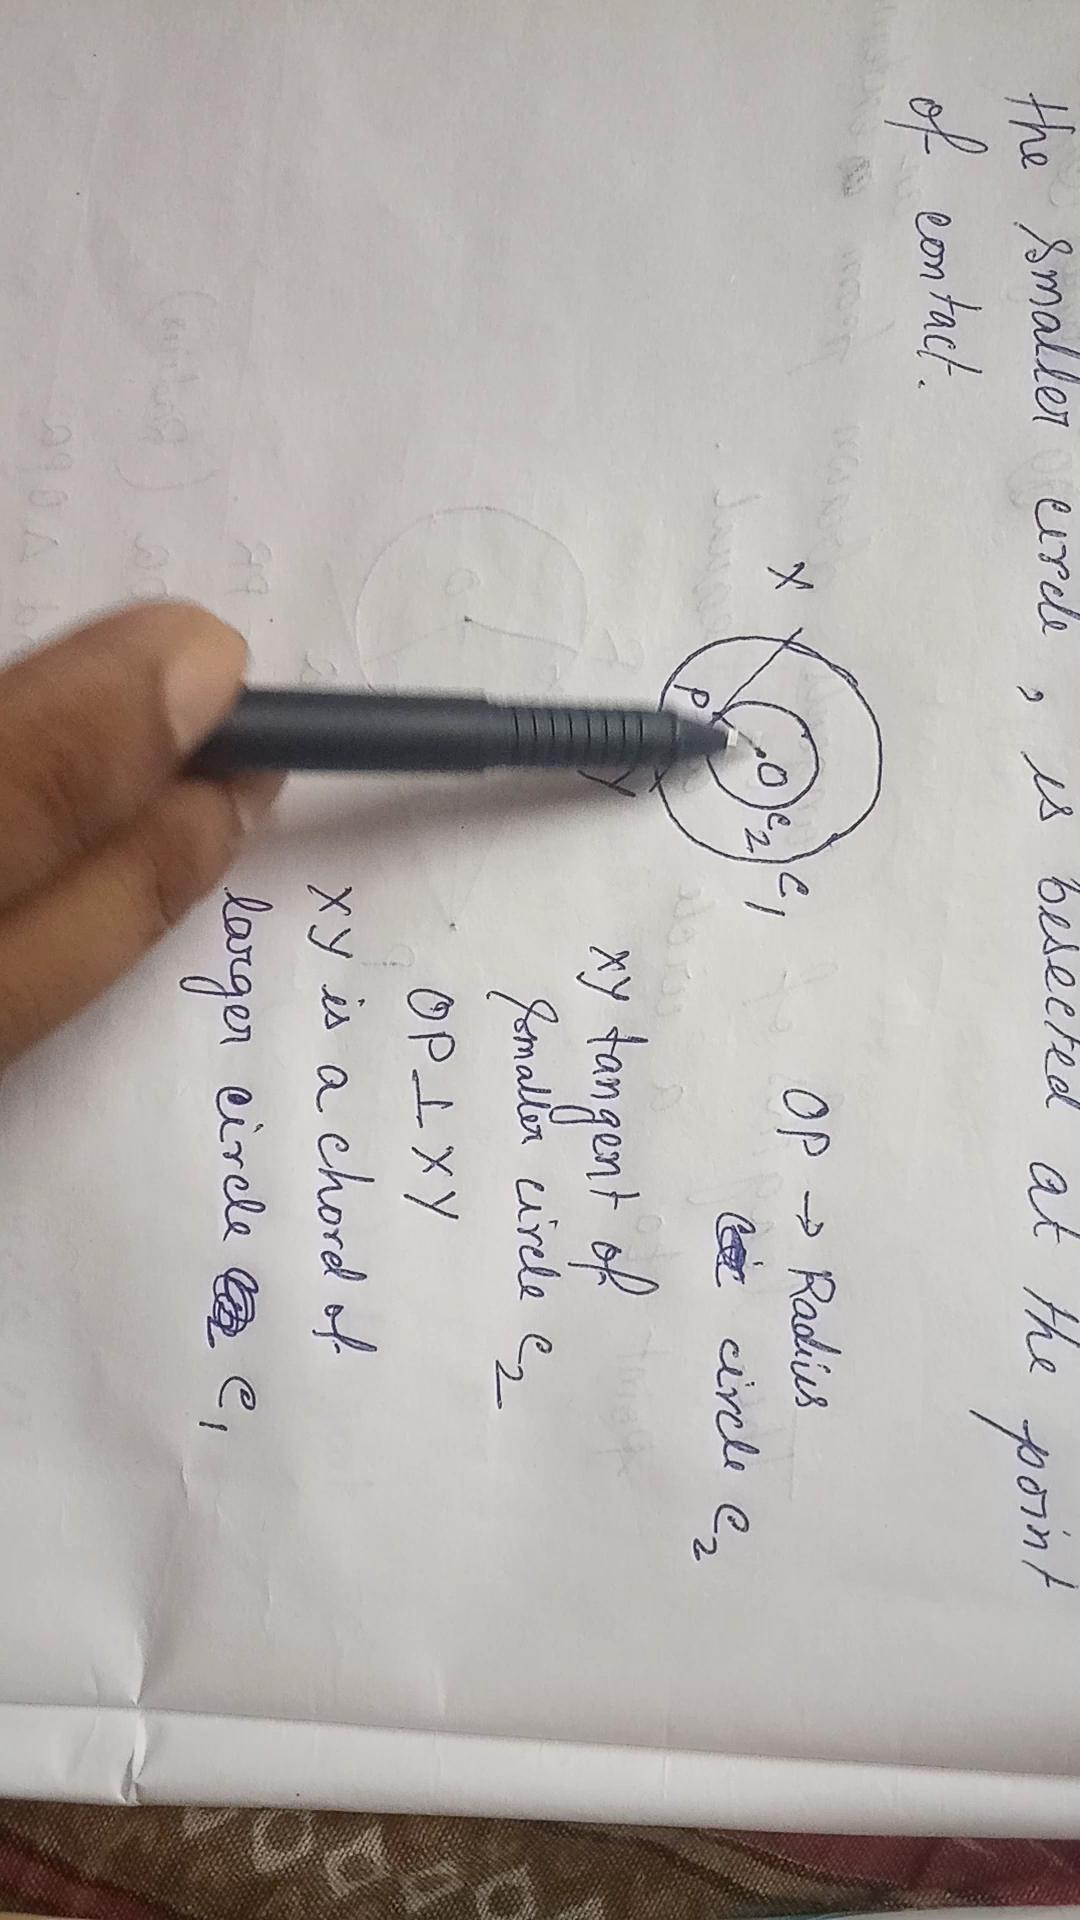 the smaller circle, is bisected at the point
of contact.
X
P
O
C2
C1
Y
OP → Radius
circle C2
XY tangent of
smaller circle C2
OP ⊥ XY
XY is a chord of
larger circle C1